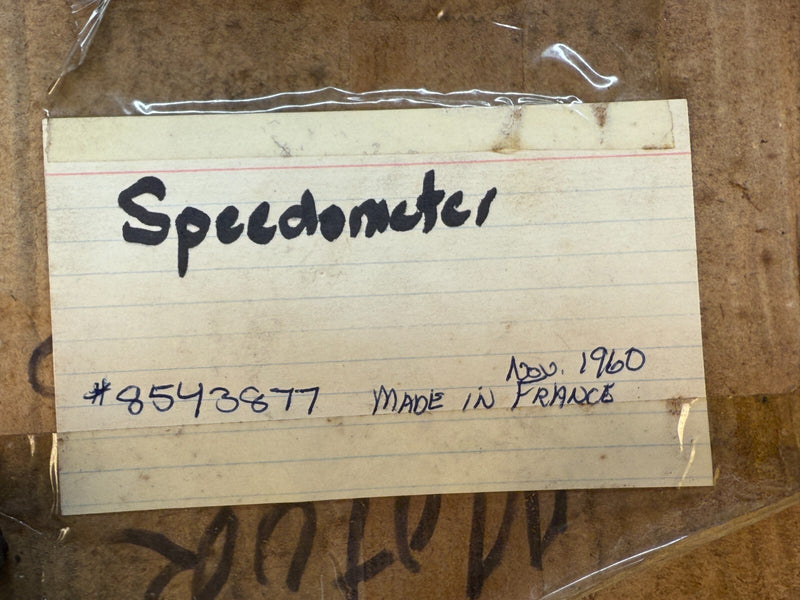 Speedometer
Nov. 1960
#8543877 MADE IN FRANCE